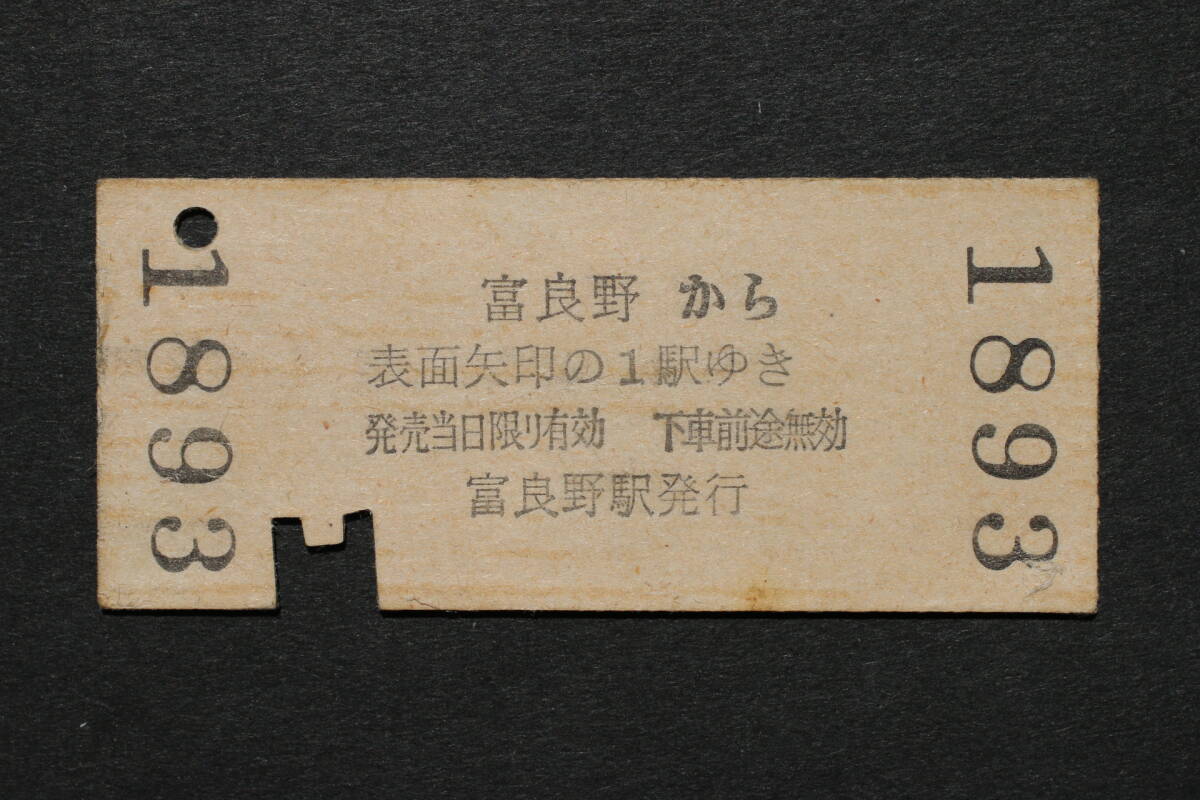 1893
富良野 から
表面矢印の1駅ゆき
発売当日限り有効 下車前途無効
富良野駅発行
1893